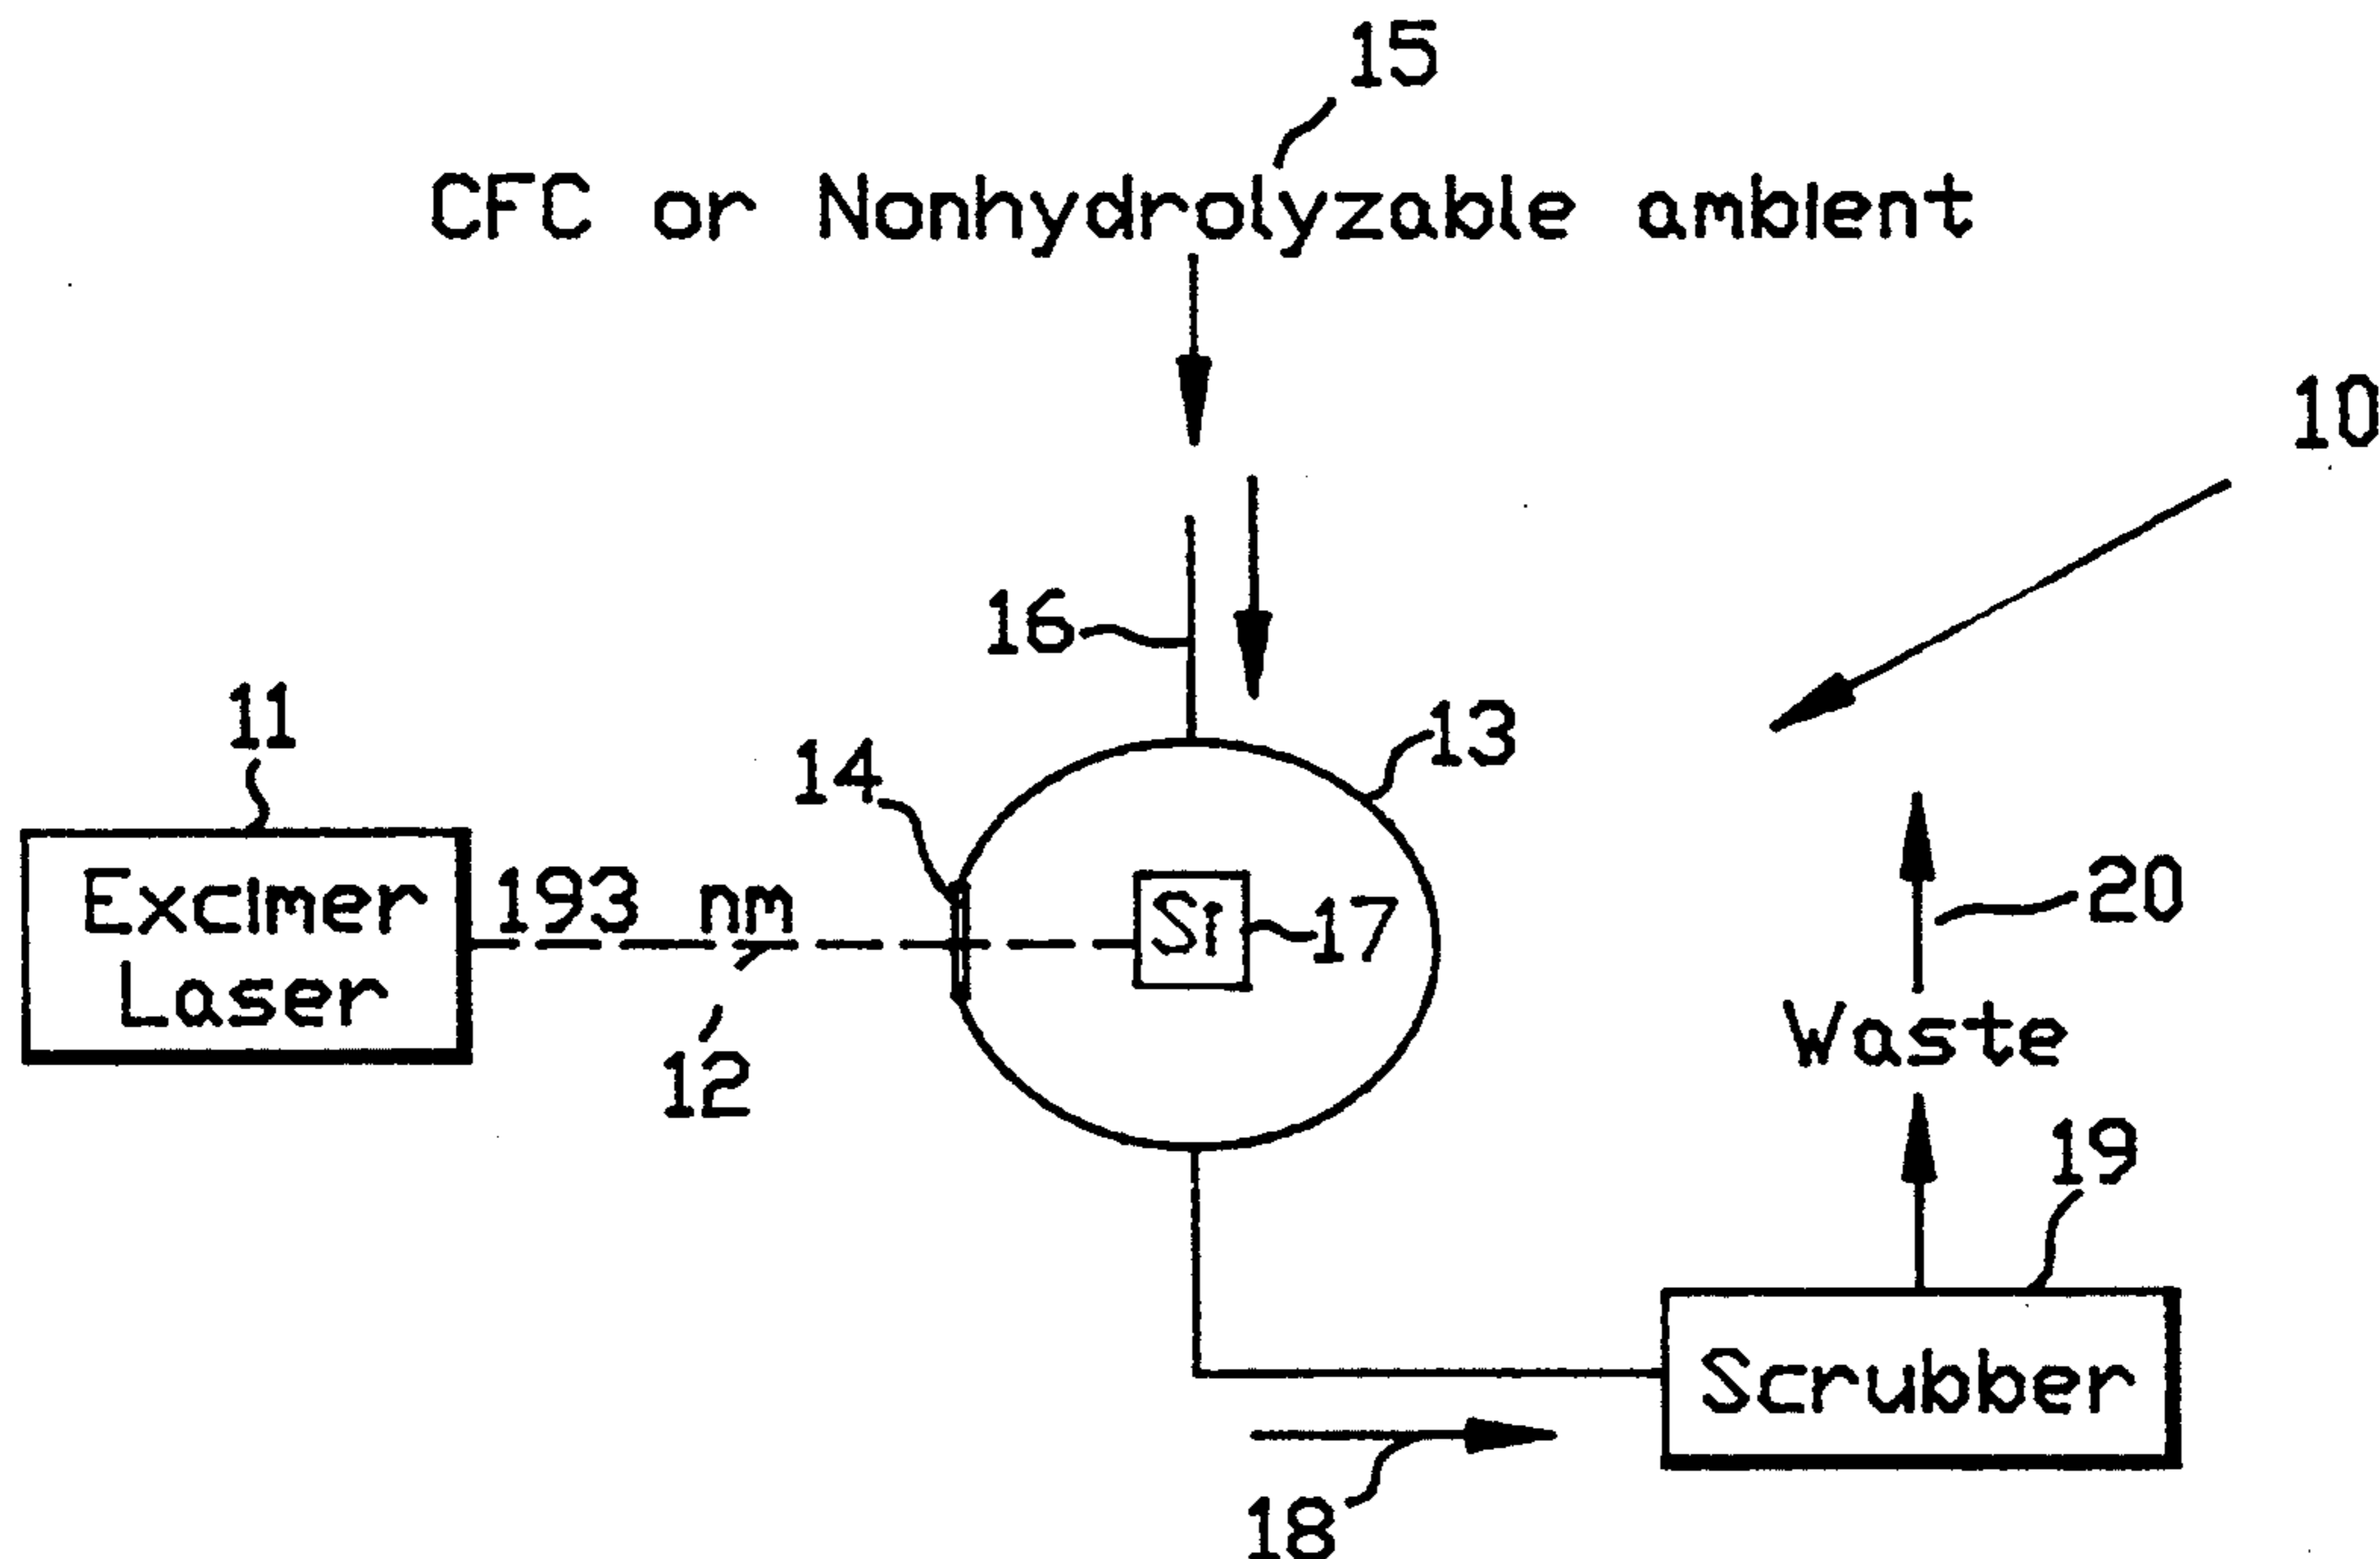 15
CFC or Nonhydrolyzable ambient
10
16
11
13
14
Excimer
Laser
193 nm
Si
17
20
12
Waste
19
Scrubber
18